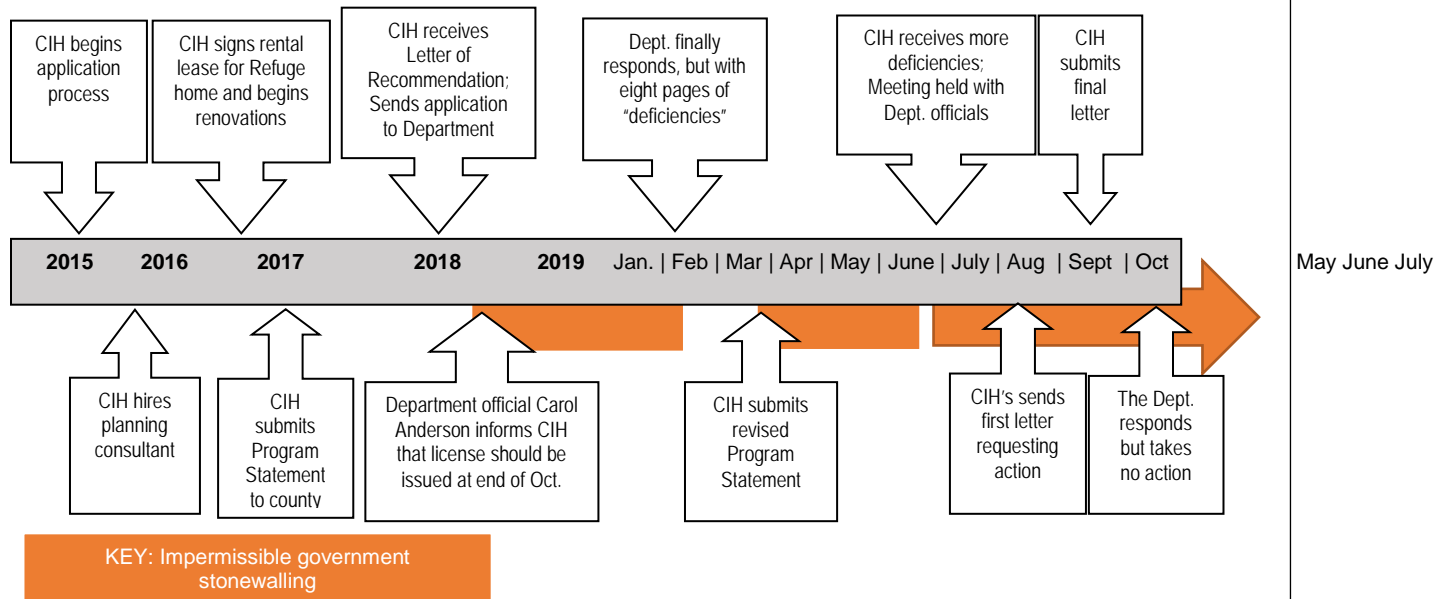 CIH begins
application
process
CIH signs rental
lease for Refuge
home and begins
renovations
CIH receives
Letter of
Recommendation;
Sends application
to Department
Dept. finally
responds, but with
eight pages of
“deficiencies”
CIH receives more
deficiencies;
Meeting held with
Dept. officials
CIH
submits
final
letter
2015 2016 2017 2018 2019 Jan. | Feb | Mar | Apr | May | June | July | Aug | Sept | Oct
May June July
CIH hires
planning
consultant
CIH
submits
Program
Statement
to county
Department official Carol
Anderson informs CIH
that license should be
issued at end of Oct.
CIH submits
revised
Program
Statement
CIH’s sends
first letter
requesting
action
The Dept.
responds
but takes
no action
KEY: Impermissible government
stonewalling